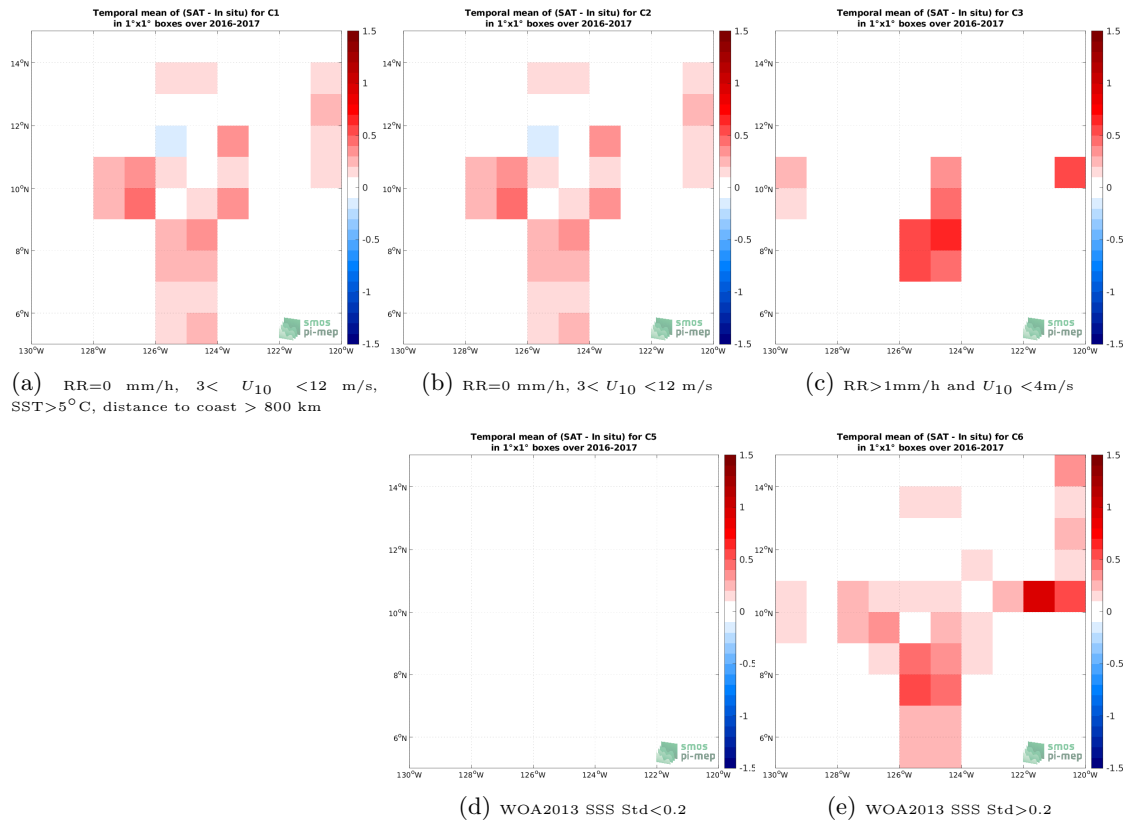 Temporal mean of (SAT - In situ) for C1
in 1°x1° boxes over 2016-2017
14°N
12°N
10°N
8°N
6°N
130°W 128°W 126°W 124°W 122°W 120°W
1.5
1
0.5
0
-0.5
-1
-1.5
smos
pi-mep
(a) RR=0 mm/h, 3< U10 <12 m/s,
SST>5°C, distance to coast > 800 km
Temporal mean of (SAT - In situ) for C2
in 1°x1° boxes over 2016-2017
14°N
12°N
10°N
8°N
6°N
130°W 128°W 126°W 124°W 122°W 120°W
1.5
1
0.5
0
-0.5
-1
-1.5
smos
pi-mep
(b) RR=0 mm/h, 3< U10 <12 m/s
Temporal mean of (SAT - In situ) for C3
in 1°x1° boxes over 2016-2017
14°N
12°N
10°N
8°N
6°N
130°W 128°W 126°W 124°W 122°W 120°W
1.5
1
0.5
0
-0.5
-1
-1.5
smos
pi-mep
(c) RR>1mm/h and U10 <4m/s
Temporal mean of (SAT - In situ) for C5
in 1°x1° boxes over 2016-2017
14°N
12°N
10°N
8°N
6°N
130°W 128°W 126°W 124°W 122°W 120°W
1.5
1
0.5
0
-0.5
-1
-1.5
smos
pi-mep
(d) WOA2013 SSS Std<0.2
Temporal mean of (SAT - In situ) for C6
in 1°x1° boxes over 2016-2017
14°N
12°N
10°N
8°N
6°N
130°W 128°W 126°W 124°W 122°W 120°W
1.5
1
0.5
0
-0.5
-1
-1.5
smos
pi-mep
(e) WOA2013 SSS Std>0.2